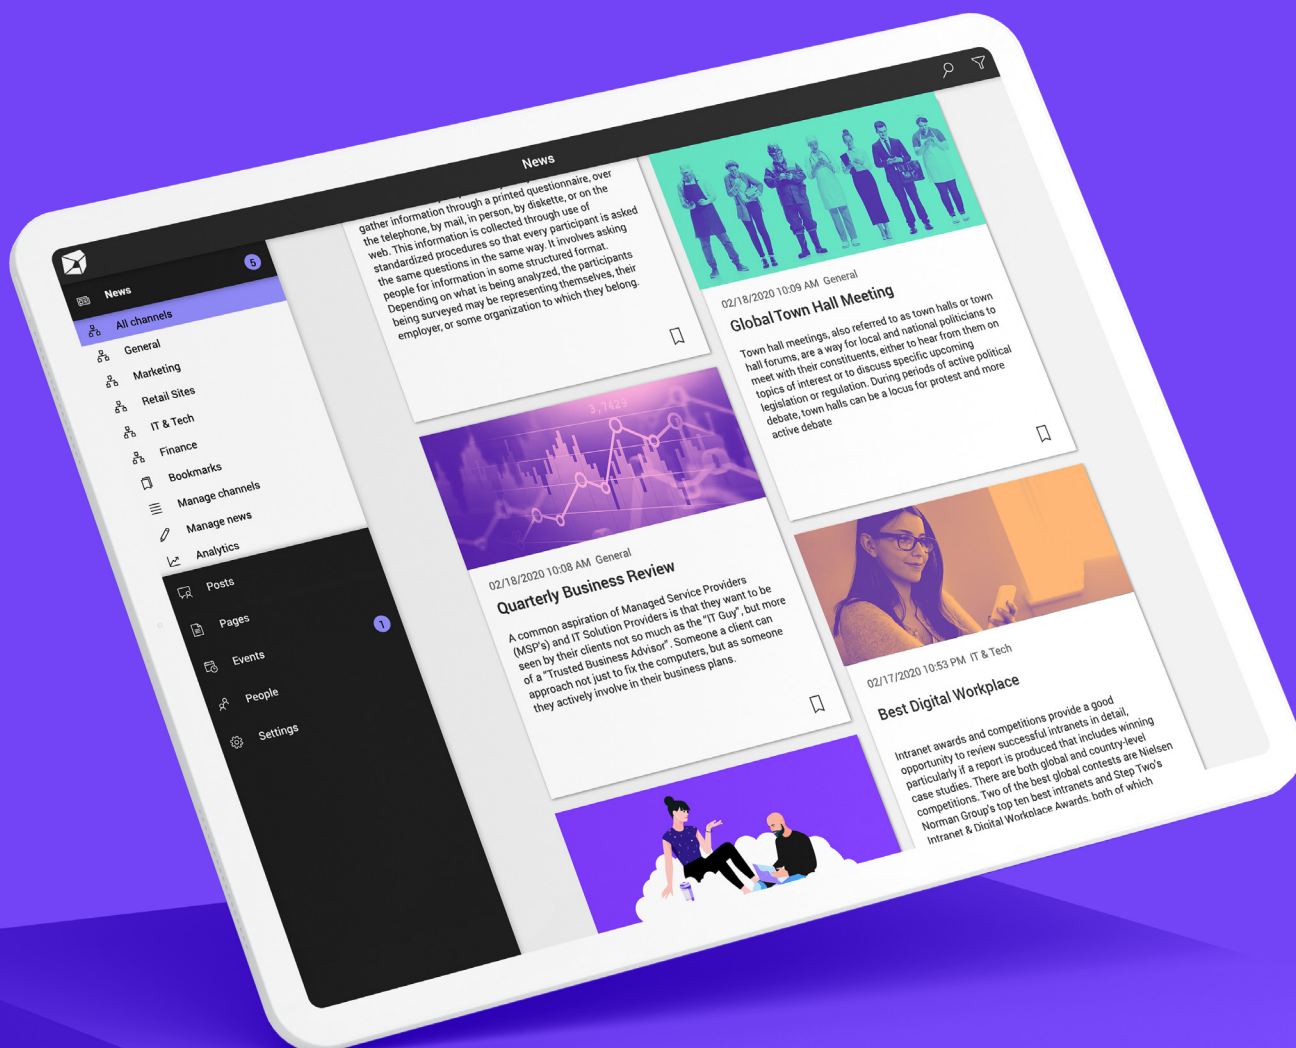 News
5
News
All channels
General
Marketing
Retail Sites
IT & Tech
Finance
Bookmarks
Manage channels
Manage news
Analytics
Posts
Pages
1
Events
People
Settings
gather information through a printed questionnaire, over
the telephone, by mail, in person, by diskette, or on the
web. This information is collected through use of
standardized procedures so that every participant is asked
the same questions in the same way. It involves asking
people for information in some structured format.
Depending on what is being analyzed, the participants
being surveyed may be representing themselves, their
employer, or some organization to which they belong.
3,7429
02/18/2020 10:08 AM General
Quarterly Business Review
A common aspiration of Managed Service Providers
(MSP's) and IT Solution Providers is that they want to be
seen by their clients not so much as the "IT Guy", but more
of a "Trusted Business Advisor". Someone a client can
approach not just to fix the computers, but as someone
they actively involve in their business plans.
02/18/2020 10:09 AM General
Global Town Hall Meeting
Town hall meetings, also referred to as town halls or town
hall forums, are a way for local and national politicians to
meet with their constituents, either to hear from them on
topics of interest or to discuss specific upcoming
legislation or regulation. During periods of active political
debate, town halls can be a locus for protest and more
active debate
02/17/2020 10:53 PM IT & Tech
Best Digital Workplace
Intranet awards and competitions provide a good
opportunity to review successful intranets in detail,
particularly if a report is produced that includes winning
case studies. There are both global and country-level
competitions. Two of the best global contests are Nielsen
Norman Group's top ten best intranets and Step Two's
Intranet & Digital Workplace Awards, both of which